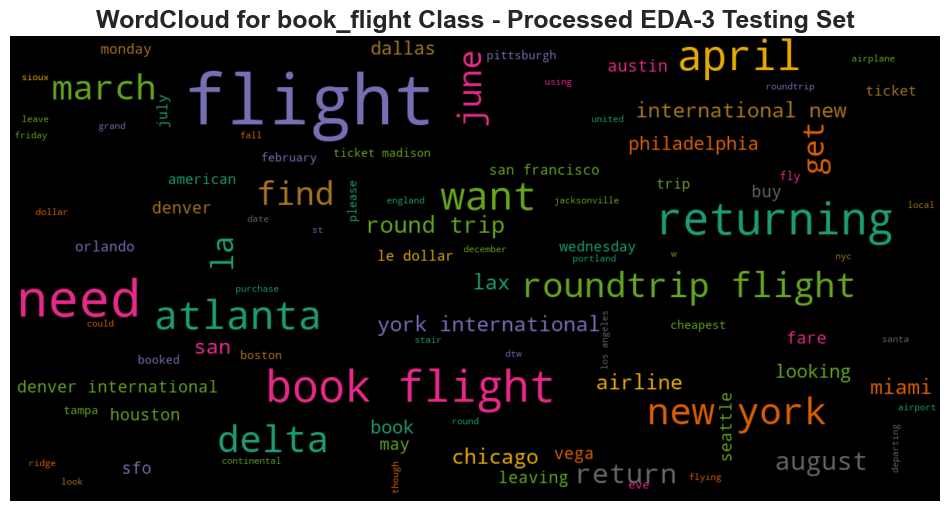 WordCloud for book_flight Class - Processed EDA-3 Testing Set
monday
dallas
pittsburgh
april
airplane
sioux
march
flight
june
austin
using
roundtrip
ticket
leave
grand
july
international new
united
friday
fall
get
philadelphia
february
ticket madison
san francisco
american
find
please
want
trip
fly
buy
england
jacksonville
local
dollar
denver
date
round trip
returning
st
orlando
la
le dollar
december
wednesday
portland
w
nyc
need
purchase
lax
roundtrip flight
atlanta
could
york international
cheapest
stair
los angeles
fare
santa
san
booked
boston
dtw
denver international
book flight
airline
looking
miami
tampa
houston
book
round
new york
airport
delta
may
seattle
sfo
continental
chicago
vega
august
departing
ridge
look
though
leaving
return
eve
flying